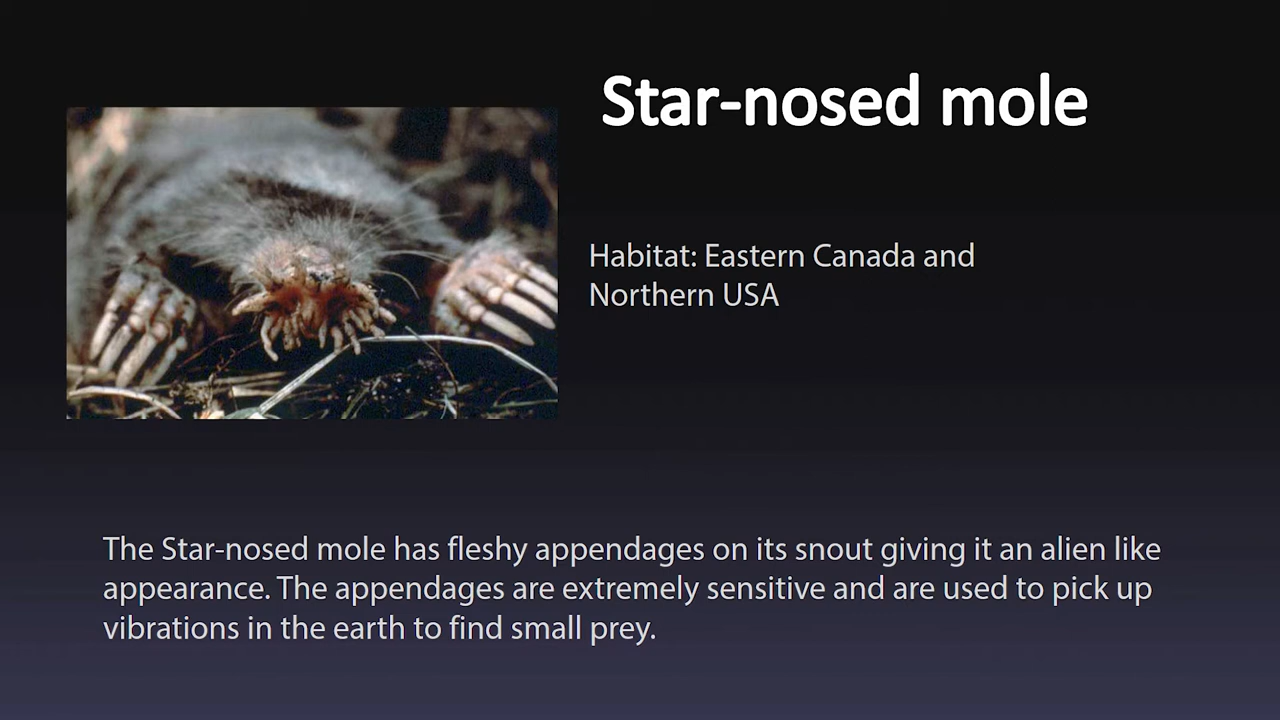 Star-nosed mole
Habitat: Eastern Canada and
Northern USA
The Star-nosed mole has fleshy appendages on its snout giving it an alien like
appearance. The appendages are extremely sensitive and are used to pick up
vibrations in the earth to find small prey.